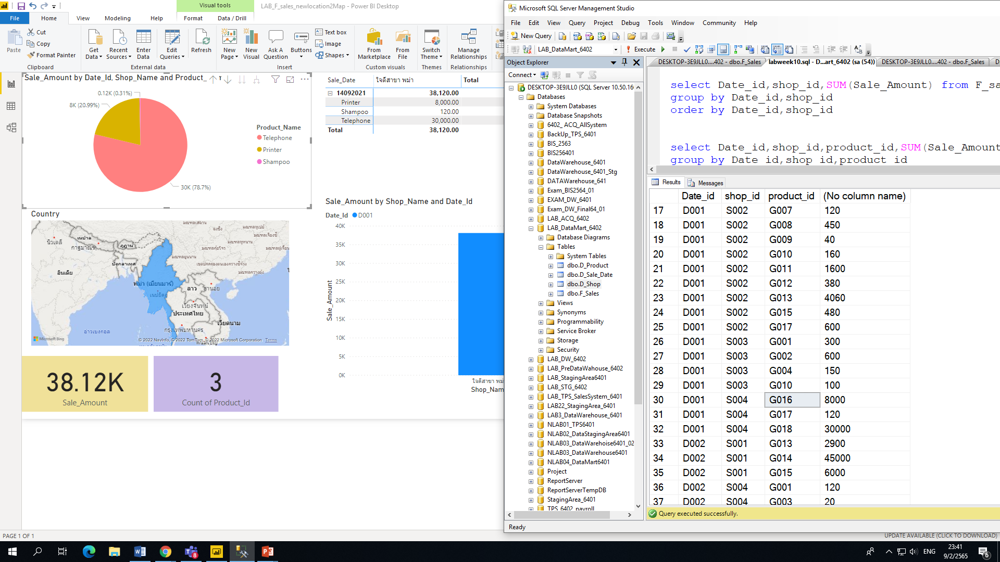 Visual tools
LAB_F_sales_newlocation2Map - Power BI Desktop
File
Home
View
Modeling
Help
Format
Data / Drill
Paste
Cut
Copy
Format Painter
Clipboard
Get Data
Recent Sources
Enter Data
External data
Edit Queries
Refresh
New Page
New Visual
Ask A Question
Buttons
Text box
Image
Shapes
Insert
From Marketplace
From File
Custom visuals
Switch Theme
Themes
Manage Relationships
Relationships
Sale_Amount by Date_Id, Shop_Name and Product_
0.12K (0.31%)
8K (20.99%)
30K (78.7%)
Product_Name
Telephone
Printer
Shampoo
Sale_Date ใจดีสาขา พม่า Total
14092021 38,120.00
Printer 8,000.00
Shampoo 120.00
Telephone 30,000.00
Total 38,120.00
Country
นิวเดลี
เนปาล
กาฐมาณฑุ
ภูฏาน
บังกลาเทศ
อินเดีย
พม่า (เมียนมาร์)
เนปยีดอ
ลาว
ฮานอย
เวียงจันทน์
ประเทศไทย
เวียดนาม
กรุงเทพมหานคร
พนมเปญ
อ่าวเบงกอล
Microsoft Bing
© 2022 NavInfo, © 2022 TomTom, © 2022 Microsoft Corporation Terms
38.12K
Sale_Amount
3
Count of Product_Id
Sale_Amount by Shop_Name and Date_Id
Date_Id D001
40K
35K
30K
25K
20K
15K
10K
5K
0K
Sale_Amount
ใจดีสาขา พม่
Shop_Nam
PAGE 1 OF 1
Microsoft SQL Server Management Studio
File Edit View Query Project Debug Tools Window Community Help
New Query
LAB_DataMart_6402
Execute
Object Explorer
Connect
DESKTOP-3E9JLL0 (SQL Server 10.50.16
Databases
System Databases
Database Snapshots
6402_ ACQ_AllSystem
BackUp_TPS_6401
BIS_2563
BIS256401
DataWarehouse_6401
DataWarehouse_6401_Stg
DATAWarehouse_641
Exam_BIS2564_01
EXAM_DW_6401
Exam_DW_Final64_01
LAB_ACQ_6402
LAB_DataMart_6402
Database Diagrams
Tables
System Tables
dbo.D_Product
dbo.D_Sale_Date
dbo.D_Shop
dbo.F_Sales
Views
Synonyms
Programmability
Service Broker
Storage
Security
LAB_DW_6402
LAB_PreDataWahouse_6402
LAB_StagingArea6401
LAB_STG_6402
LAB_TPS_SalesSystem_6401
LAB22_StagingArea_6401
LAB3_DataWarehouse_6401
NLAB01_TPS6401
NLAB02_DataStagingArea6401
NLAB03_DataWarehoise6401_02
NLAB03_DataWarehouse6401
NLAB04_DataMart6401
Project
ReportServer
ReportServerTempDB
StagingArea_6401
TPS_6402_payroll
Ready
DESKTOP-3E9JLL0....402 - dbo.F_Sales
labweek10.sql - D...art_6402 (sa (54))
DESKTOP-3E9JLL0....402 - dbo.F_Sales
D
select Date_id,shop_id,SUM(Sale_Amount) from F_sa
group by Date_id,shop_id
order by Date_id,shop_id
select Date_id,shop_id,product_id,SUM(Sale_Amount
group by Date_id,shop_id,product_id
Results
Messages
Date_id shop_id product_id (No column name)
17 D001 S002 G007 120
18 D001 S002 G008 450
19 D001 S002 G009 40
20 D001 S002 G010 160
21 D001 S002 G011 1600
22 D001 S002 G012 380
23 D001 S002 G013 4060
24 D001 S002 G015 480
25 D001 S002 G017 600
26 D001 S003 G001 300
27 D001 S003 G002 600
28 D001 S003 G004 150
29 D001 S003 G010 100
30 D001 S004 G016 8000
31 D001 S004 G017 120
32 D001 S004 G018 30000
33 D002 S001 G013 2900
34 D002 S001 G014 45000
35 D002 S001 G015 6000
36 D002 S004 G001 120
37 D002 S004 G003 20
Query executed successfully.
UPDATE AVAILABLE (CLICK TO DOWNLOAD)
8
ENG
23:41
9/2/2565
6